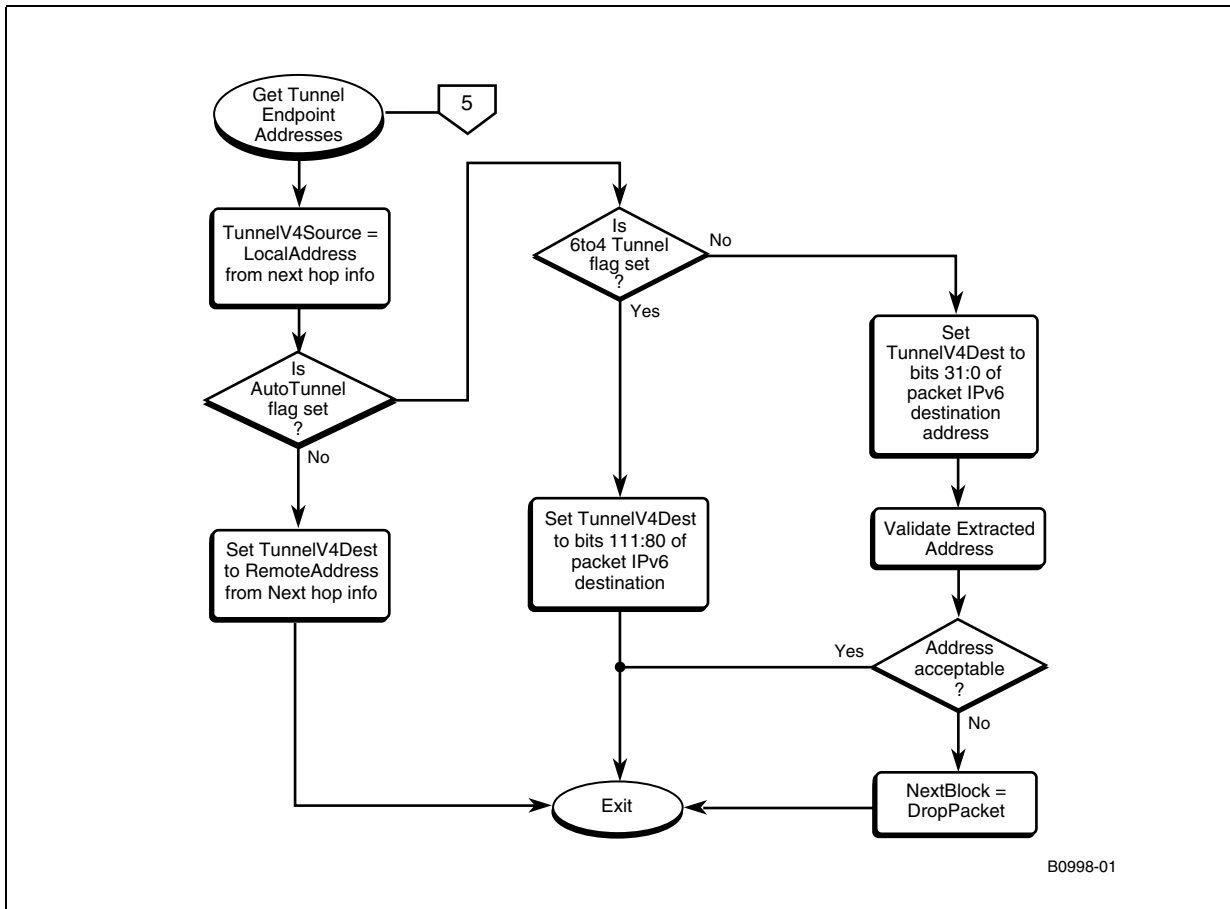 Get Tunnel
Endpoint
Addresses
5
TunnelV4Source =
LocalAddress
from next hop info
Is
AutoTunnel
flag set
?
No
Set TunnelV4Dest
to RemoteAddress
from Next hop info
Is
6to4 Tunnel
flag set
?
No
Yes
Set TunnelV4Dest
to bits 111:80 of
packet IPv6
destination
Set
TunnelV4Dest to
bits 31:0 of
packet IPv6
destination
address
Validate Extracted
Address
Address
acceptable
?
Yes
No
NextBlock =
DropPacket
Exit
B0998-01